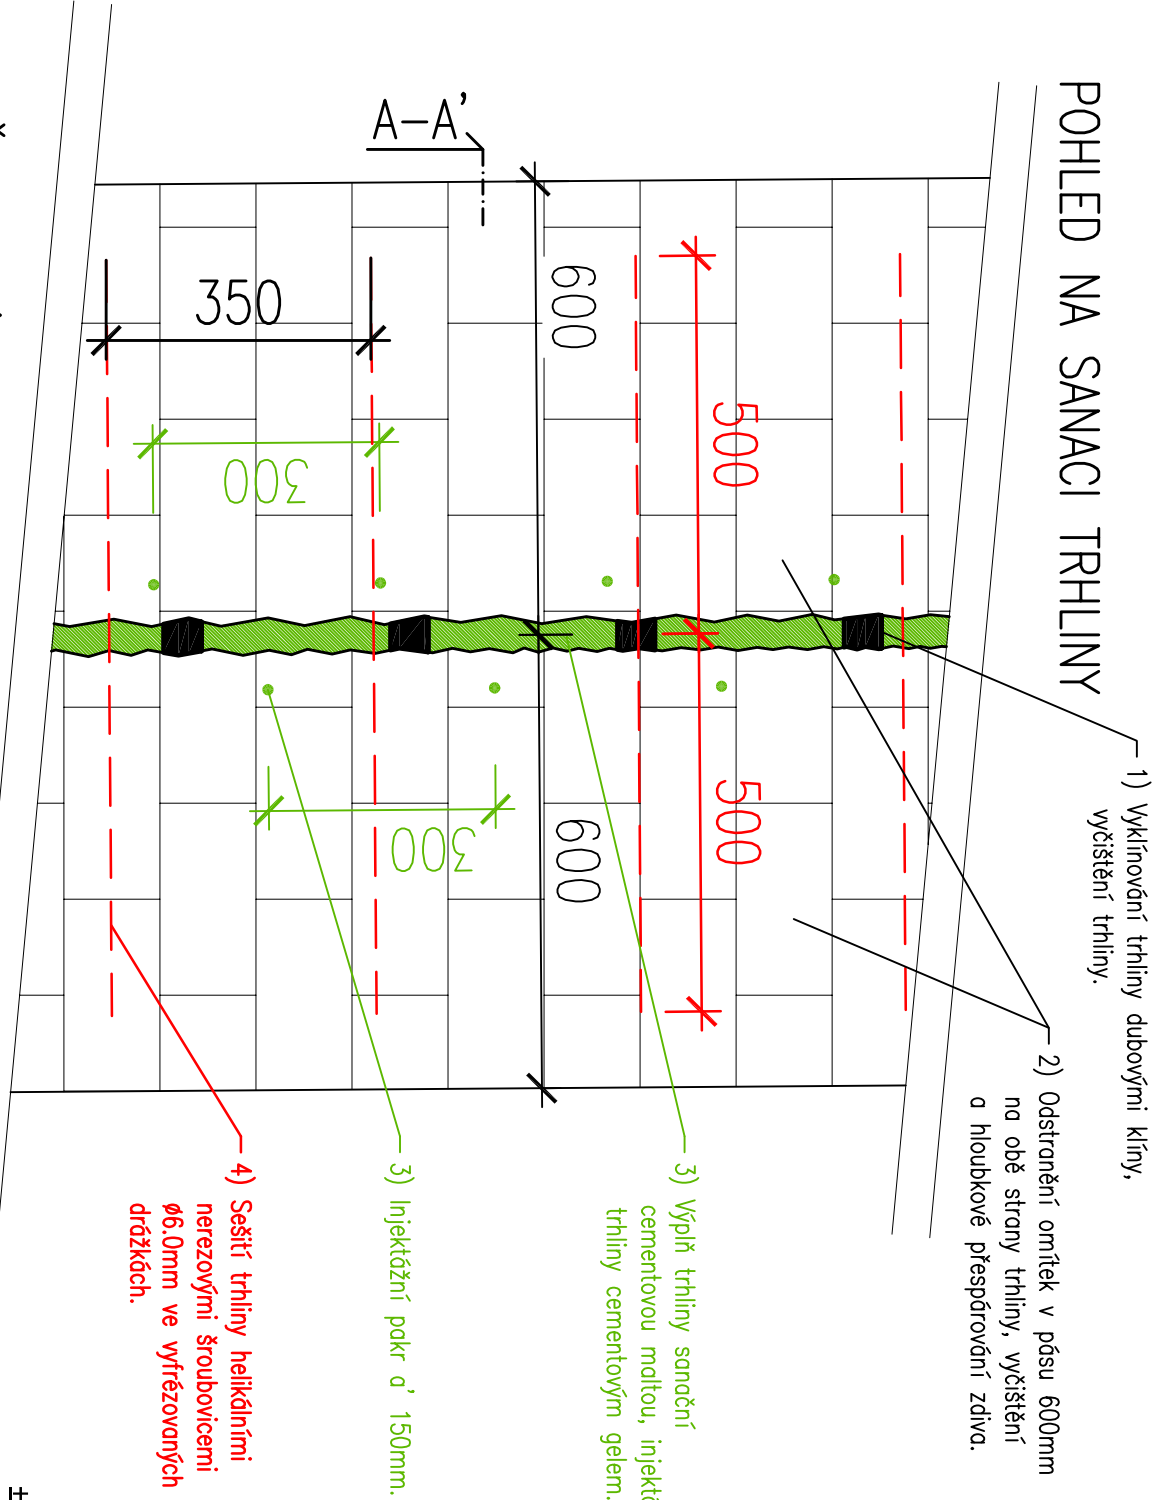 POHLED NA SANACI TRHLINY
1) Vyklínování trhliny dubovými klíny,
vyčištění trhliny.
2) Odstranění omítek v pásu 600mm
na obě strany trhliny, vyčištění
a hloubkové přespárování zdiva.
3) Výplň trhliny sanační
cementovou maltou, injektá
trhliny cementovým gelem.
3) Injektážní pakr a' 150mm.
4) Sešití trhliny helikálními
nerezovými šroubovicemi
ø6.0mm ve vyfrézovaných
drážkách.
A-A'
600
600
500
500
350
300
300
±